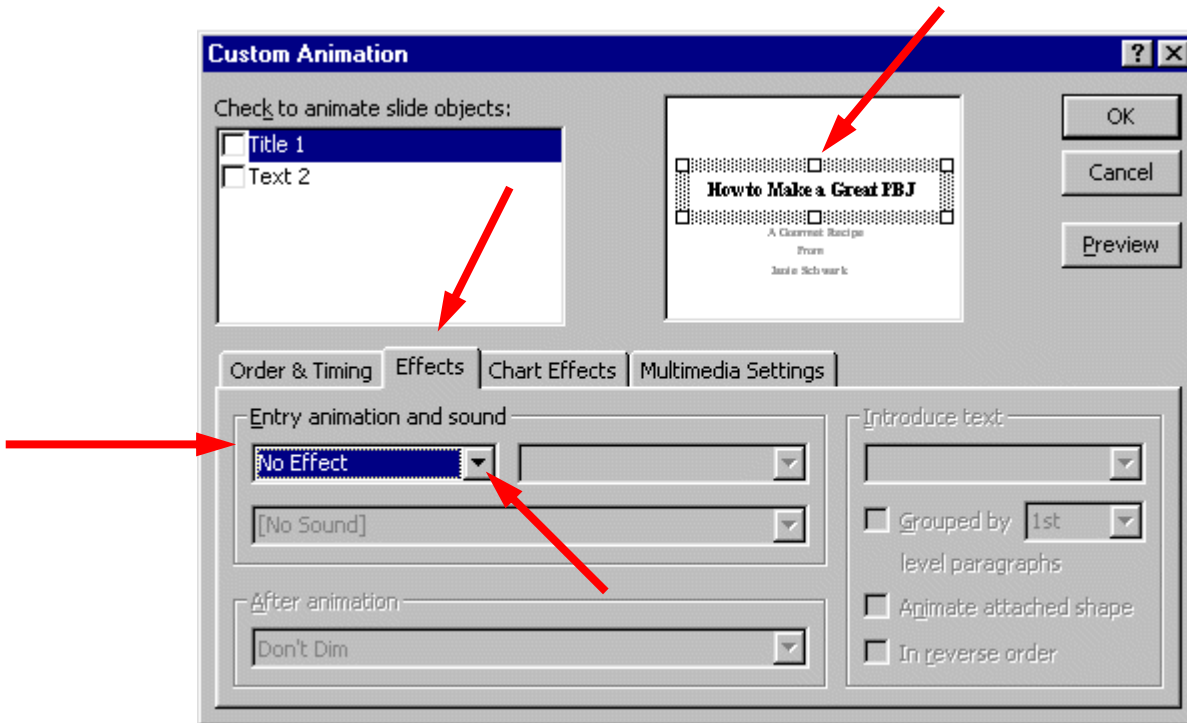 Custom Animation
Check to animate slide objects:
Title 1
Text 2
How to Make a Great PBJ
A Gourmet Recipe
From
Janie Schwark
OK
Cancel
Preview
Order & Timing
Effects
Chart Effects
Multimedia Settings
Entry animation and sound
No Effect
[No Sound]
After animation
Don't Dim
Introduce text
Grouped by 1st
level paragraphs
Animate attached shape
In reverse order